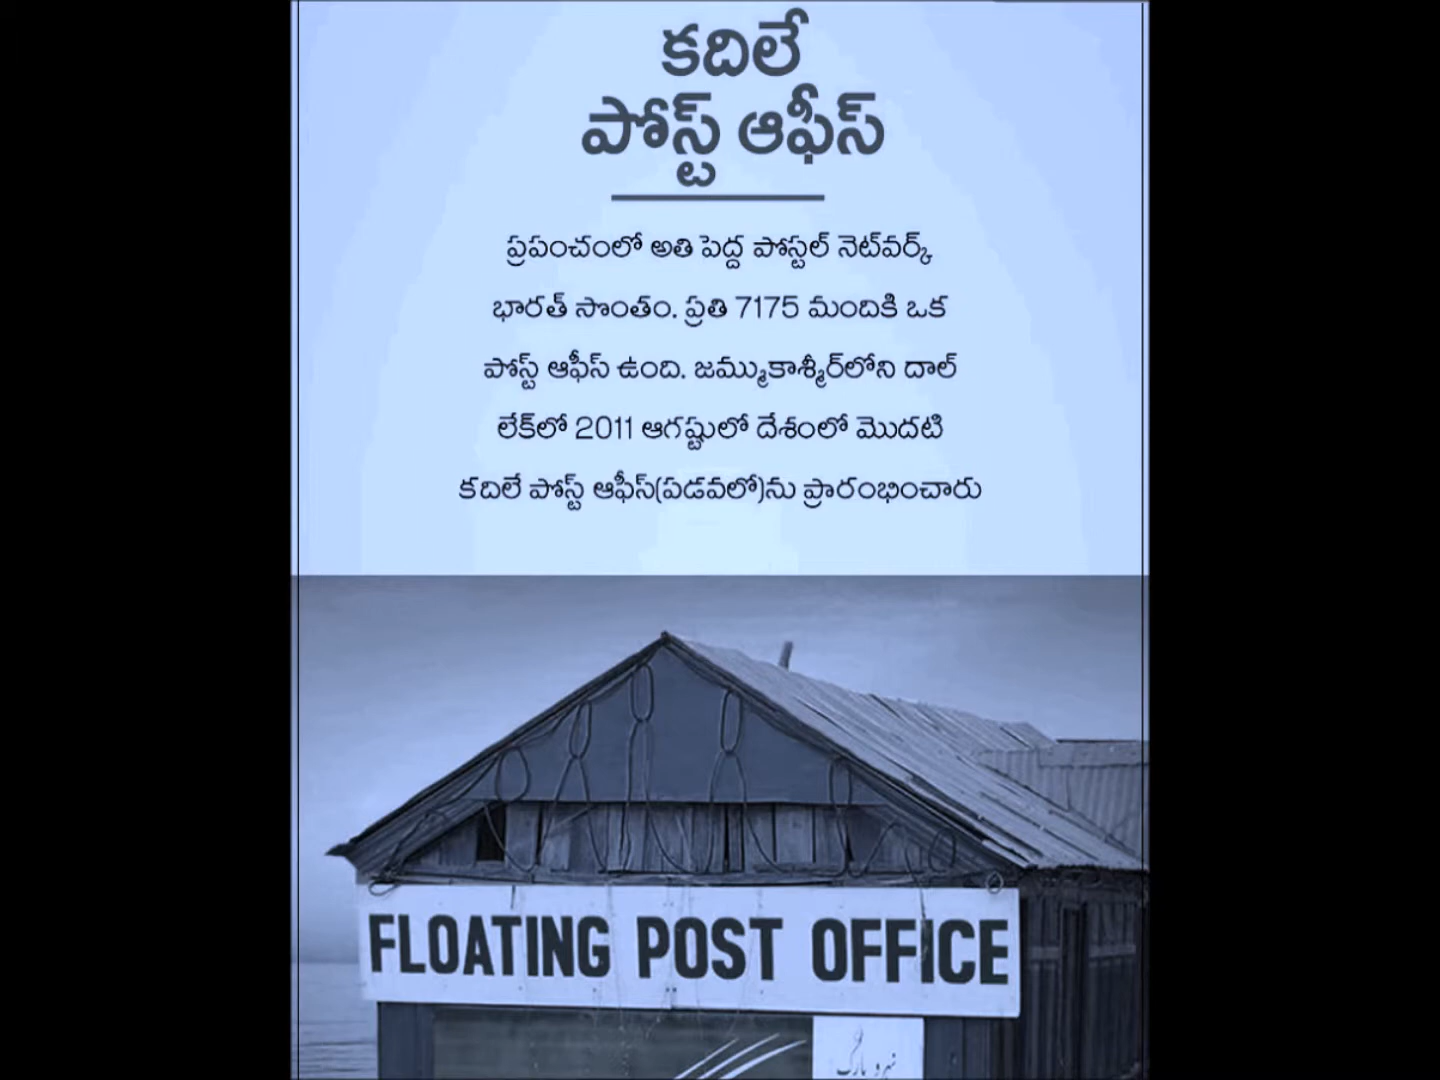 కదిలే
పోస్ట్ ఆఫీస్
ప్రపంచంలో అతి పెద్ద పోస్టల్ నెట్‌వర్క్
భారత్ సొంతం. ప్రతి 7175 మందికి ఒక
పోస్ట్ ఆఫీస్ ఉంది. జమ్ముకాశ్మీర్‌లోని దాల్
లేక్‌లో 2011 ఆగష్టులో దేశంలో మొదటి
కదిలే పోస్ట్ ఆఫీస్(పడవలో)ను ప్రారంభించారు
FLOATING POST OFFICE